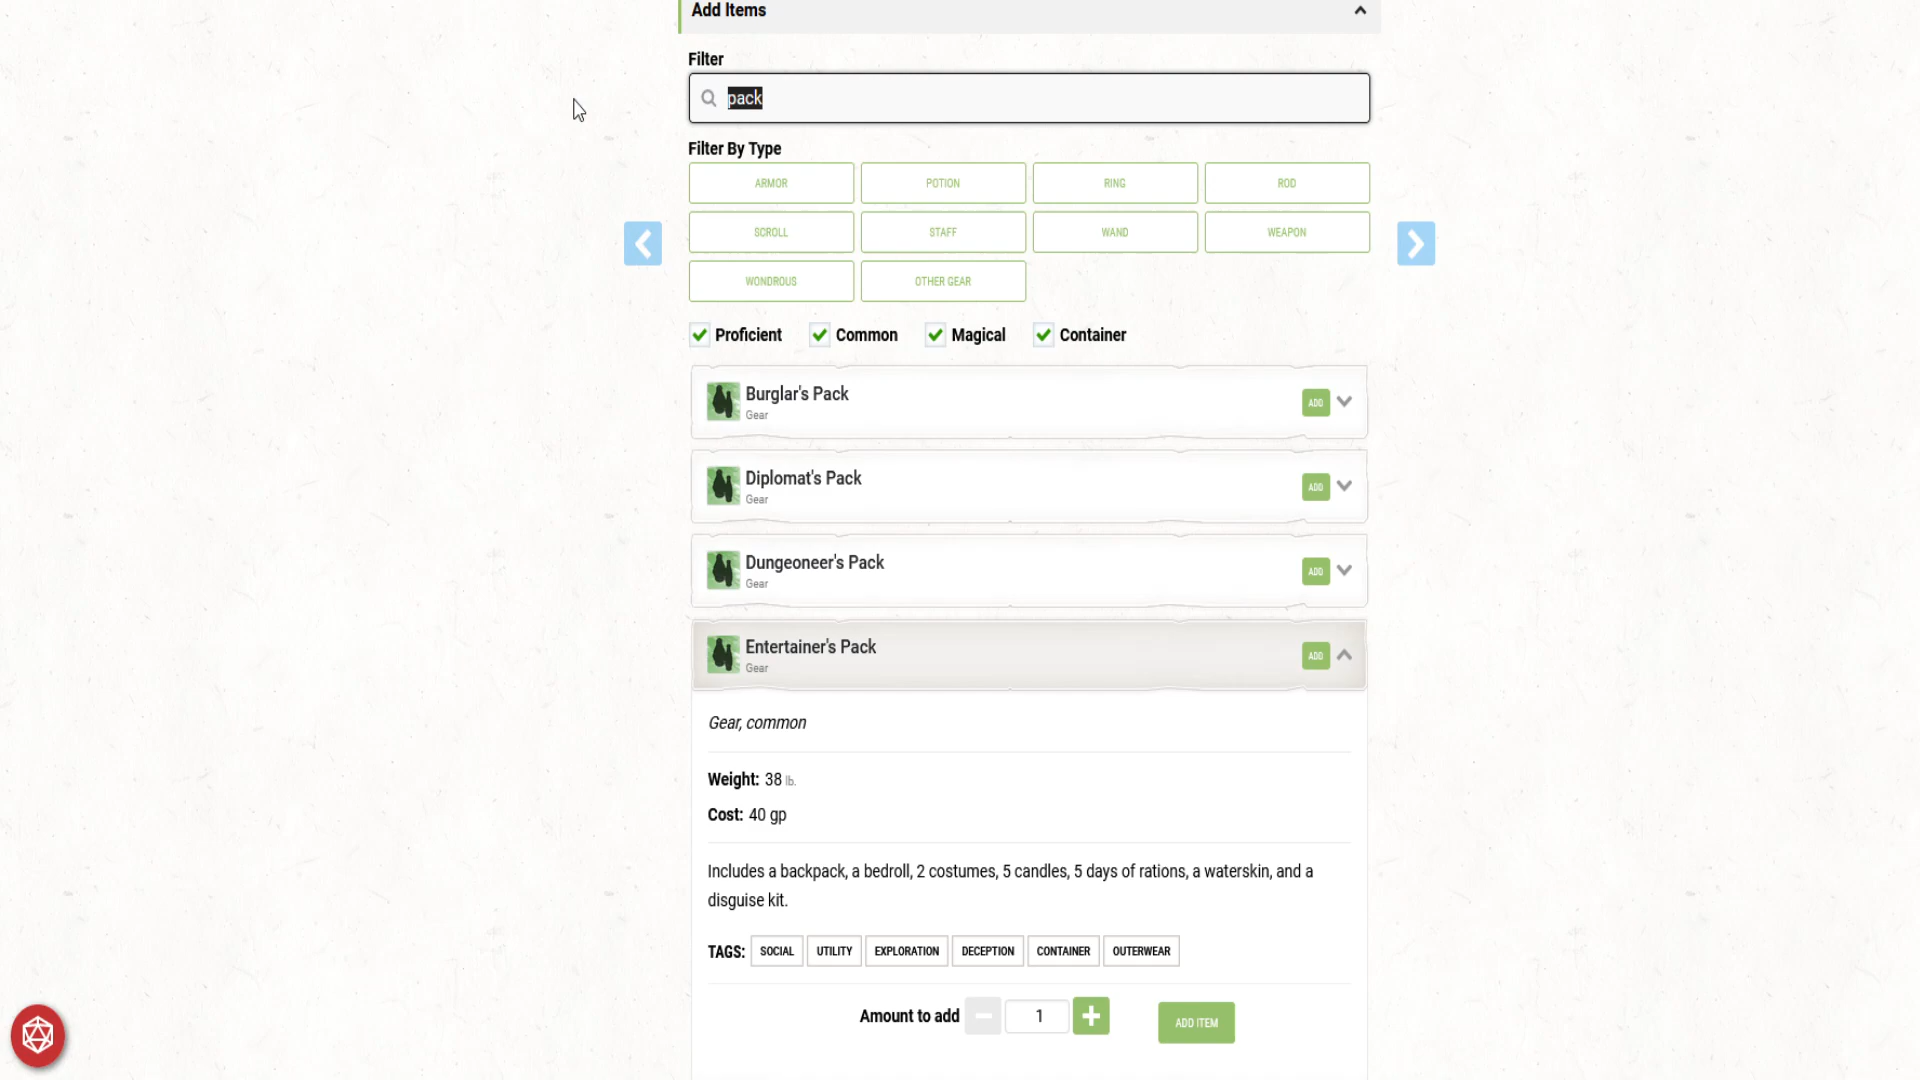 Add Items
Filter
pack
Filter By Type
ARMOR POTION RING ROD
SCROLL STAFF WAND WEAPON
WONDROUS OTHER GEAR
Proficient Common Magical Container
Burglar's Pack
Gear
ADD
Diplomat's Pack
Gear
ADD
Dungeoneer's Pack
Gear
ADD
Entertainer's Pack
Gear
ADD
Gear, common
Weight: 38 lb.
Cost: 40 gp
Includes a backpack, a bedroll, 2 costumes, 5 candles, 5 days of rations, a waterskin, and a
disguise kit.
TAGS: SOCIAL UTILITY EXPLORATION DECEPTION CONTAINER OUTERWEAR
Amount to add 1 ADD ITEM